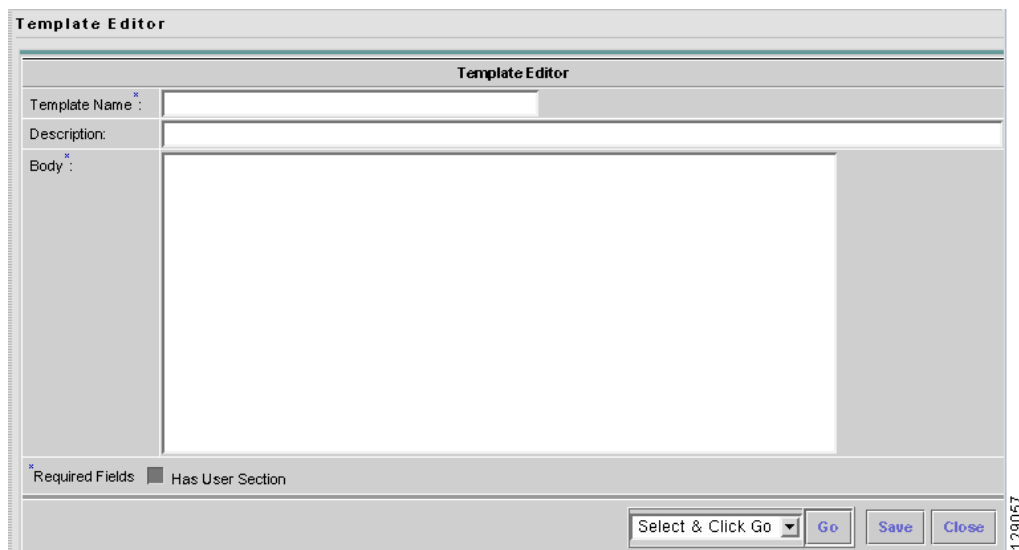 Template Editor
Template Editor
Template Name*:
Description:
Body*:
*Required Fields Has User Section
Select & Click Go Go Save Close
129057